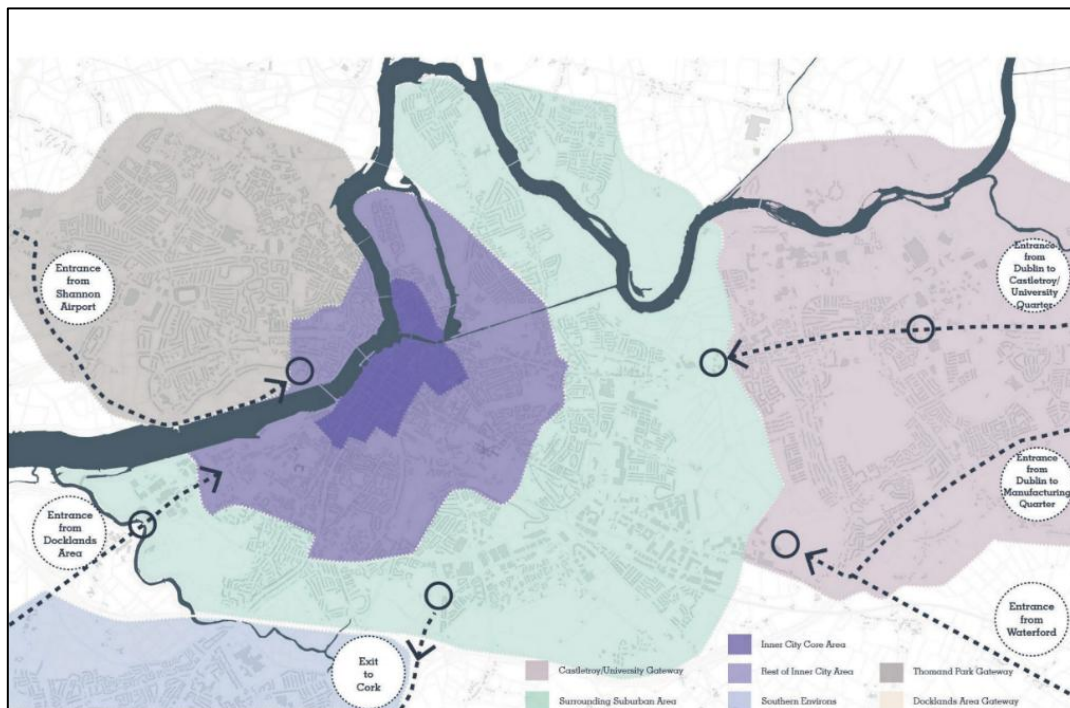 Entrance
from
Shannon
Airport
Entrance
from
Dublin to
Castletroy/
University
Quarter
Entrance
from
Dublin to
Manufacturing
Quarter
Entrance
from
Docklands
Area
Entrance
from
Waterford
Exit
to
Cork
Inner City Core Area
Castletroy/University Gateway
Rest of Inner City Area
Thomand Park Gateway
Surrounding Suburban Area
Southern Environs
Docklands Area Gateway